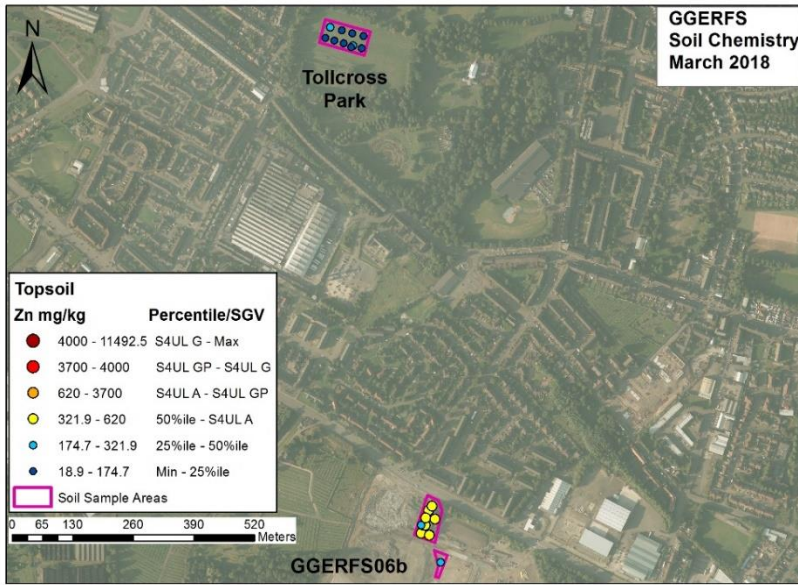 N
GGERFS
Soil Chemistry
March 2018
Tollcross
Park
Topsoil
Zn mg/kg Percentile/SGV
4000 - 11492.5 S4UL G - Max
3700 - 4000 S4UL GP - S4UL G
620 - 3700 S4UL A - S4UL GP
321.9 - 620 50%ile - S4UL A
174.7 - 321.9 25%ile - 50%ile
18.9 - 174.7 Min - 25%ile
Soil Sample Areas
0 65 130 260 390 520
Meters
GGERFS06b